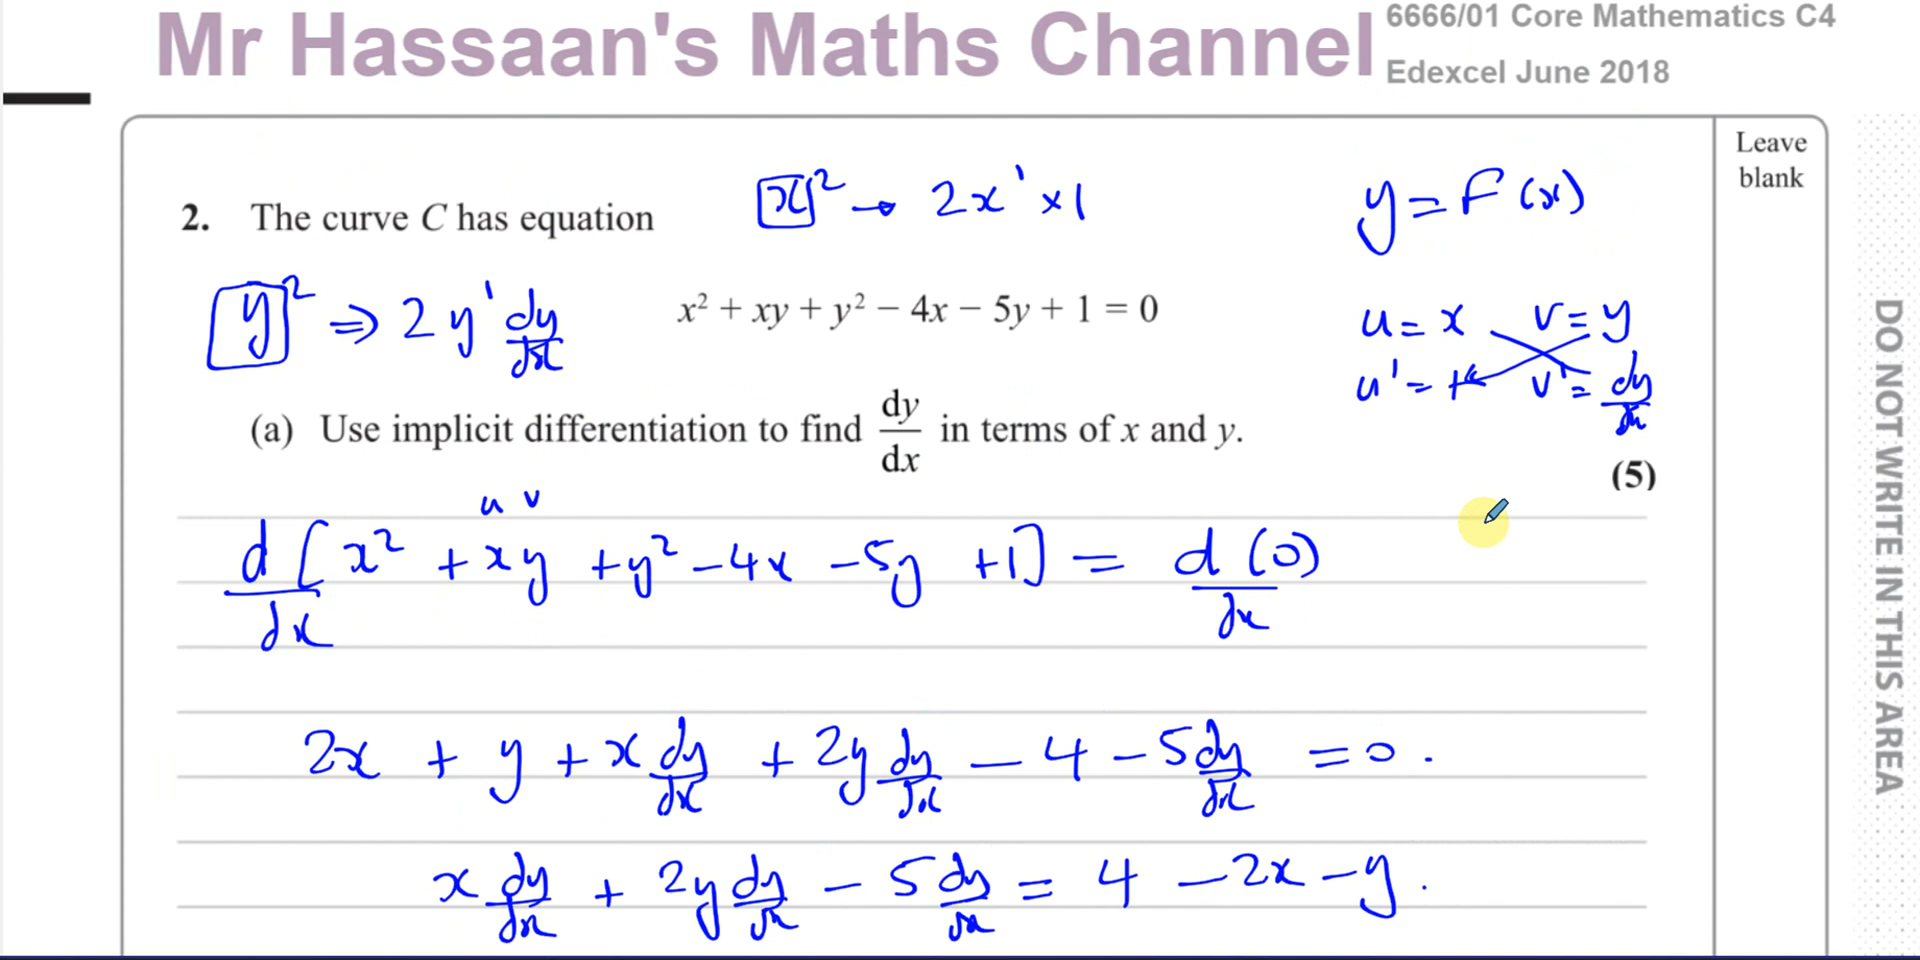 Mr Hassaan's Maths Channel
6666/01 Core Mathematics C4
Edexcel June 2018
Leave
blank
x² → 2x¹ × 1
y = f(x)
2. The curve C has equation
y² ⇒ 2y¹ dy/dx
x² + xy + y² − 4x − 5y + 1 = 0
u = x v = y
u' = 1 v' = dy/dx
(a) Use implicit differentiation to find dy/dx in terms of x and y.
(5)
u v
d/dx [x² + xy + y² − 4x − 5y + 1] = d(0)/dx
2x + y + x dy/dx + 2y dy/dx − 4 − 5 dy/dx = 0.
x dy/dx + 2y dy/dx − 5 dy/dx = 4 − 2x − y.
DO NOT WRITE IN THIS AREA